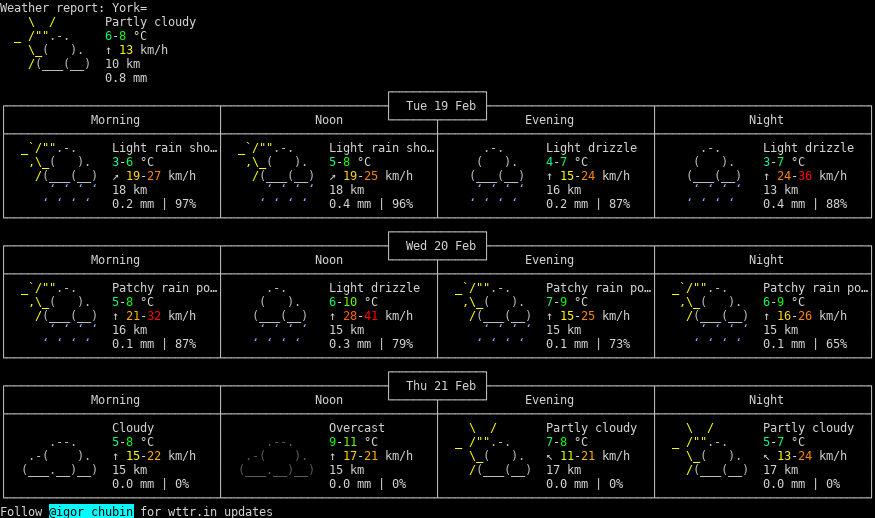 Weather report: York=
Partly cloudy
6-8 °C
↑ 13 km/h
10 km
0.8 mm
Tue 19 Feb
Morning Noon Evening Night
Light rain sho… Light rain sho… Light drizzle Light drizzle
3-6 °C 5-8 °C 4-7 °C 3-7 °C
↗ 19-27 km/h ↗ 19-25 km/h ↑ 15-24 km/h ↑ 24-36 km/h
18 km 18 km 16 km 13 km
0.2 mm | 97% 0.4 mm | 96% 0.2 mm | 87% 0.4 mm | 88%
Wed 20 Feb
Morning Noon Evening Night
Patchy rain po… Light drizzle Patchy rain po… Patchy rain po…
5-8 °C 6-10 °C 7-9 °C 6-9 °C
↑ 21-32 km/h ↑ 28-41 km/h ↑ 15-25 km/h ↑ 16-26 km/h
16 km 15 km 15 km 15 km
0.1 mm | 87% 0.3 mm | 79% 0.1 mm | 73% 0.1 mm | 65%
Thu 21 Feb
Morning Noon Evening Night
Cloudy Overcast Partly cloudy Partly cloudy
5-8 °C 9-11 °C 7-8 °C 5-7 °C
↑ 15-22 km/h ↑ 17-21 km/h ↖ 11-21 km/h ↖ 13-24 km/h
15 km 15 km 17 km 17 km
0.0 mm | 0% 0.0 mm | 0% 0.0 mm | 0% 0.0 mm | 0%
Follow @igor_chubin for wttr.in updates